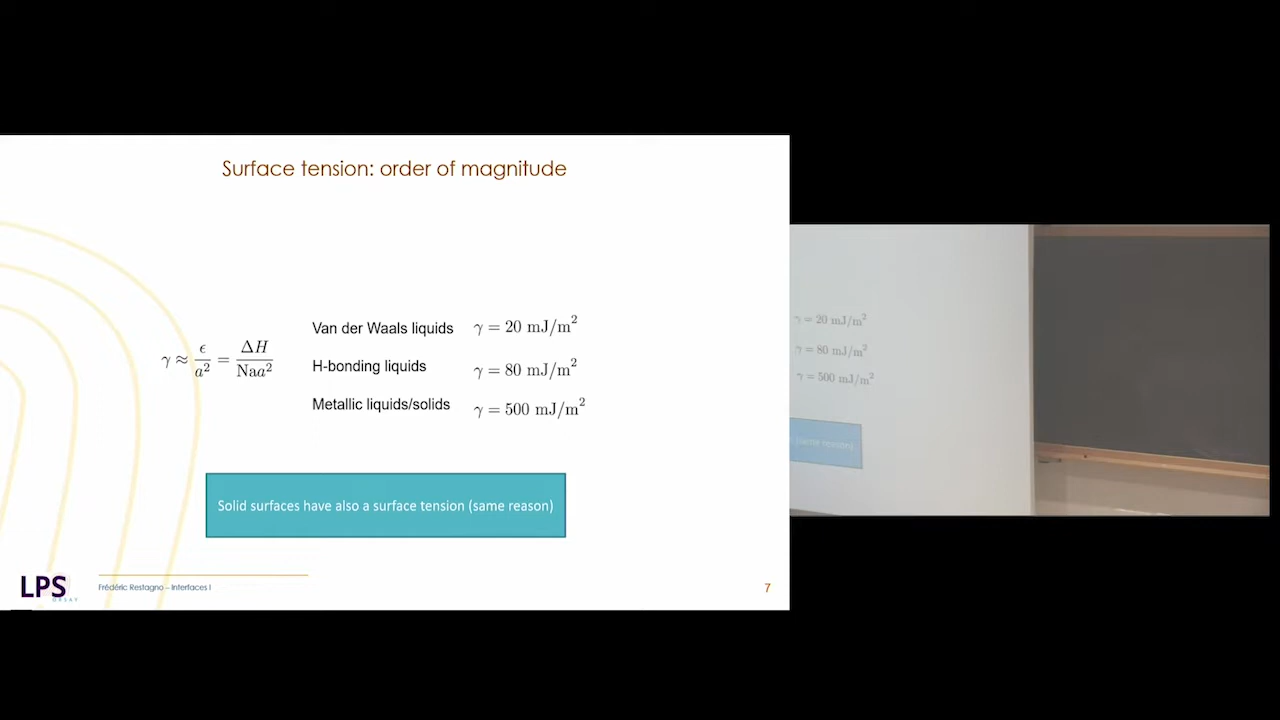 Surface tension: order of magnitude
γ ≈ ϵ/a² = ΔH/Naa²
Van der Waals liquids γ = 20 mJ/m²
H-bonding liquids γ = 80 mJ/m²
Metallic liquids/solids γ = 500 mJ/m²
Solid surfaces have also a surface tension (same reason)
LPS
ORSAY
Frédéric Restagno – Interfaces I
7
γ = 20 mJ/m²
γ = 80 mJ/m²
γ = 500 mJ/m²